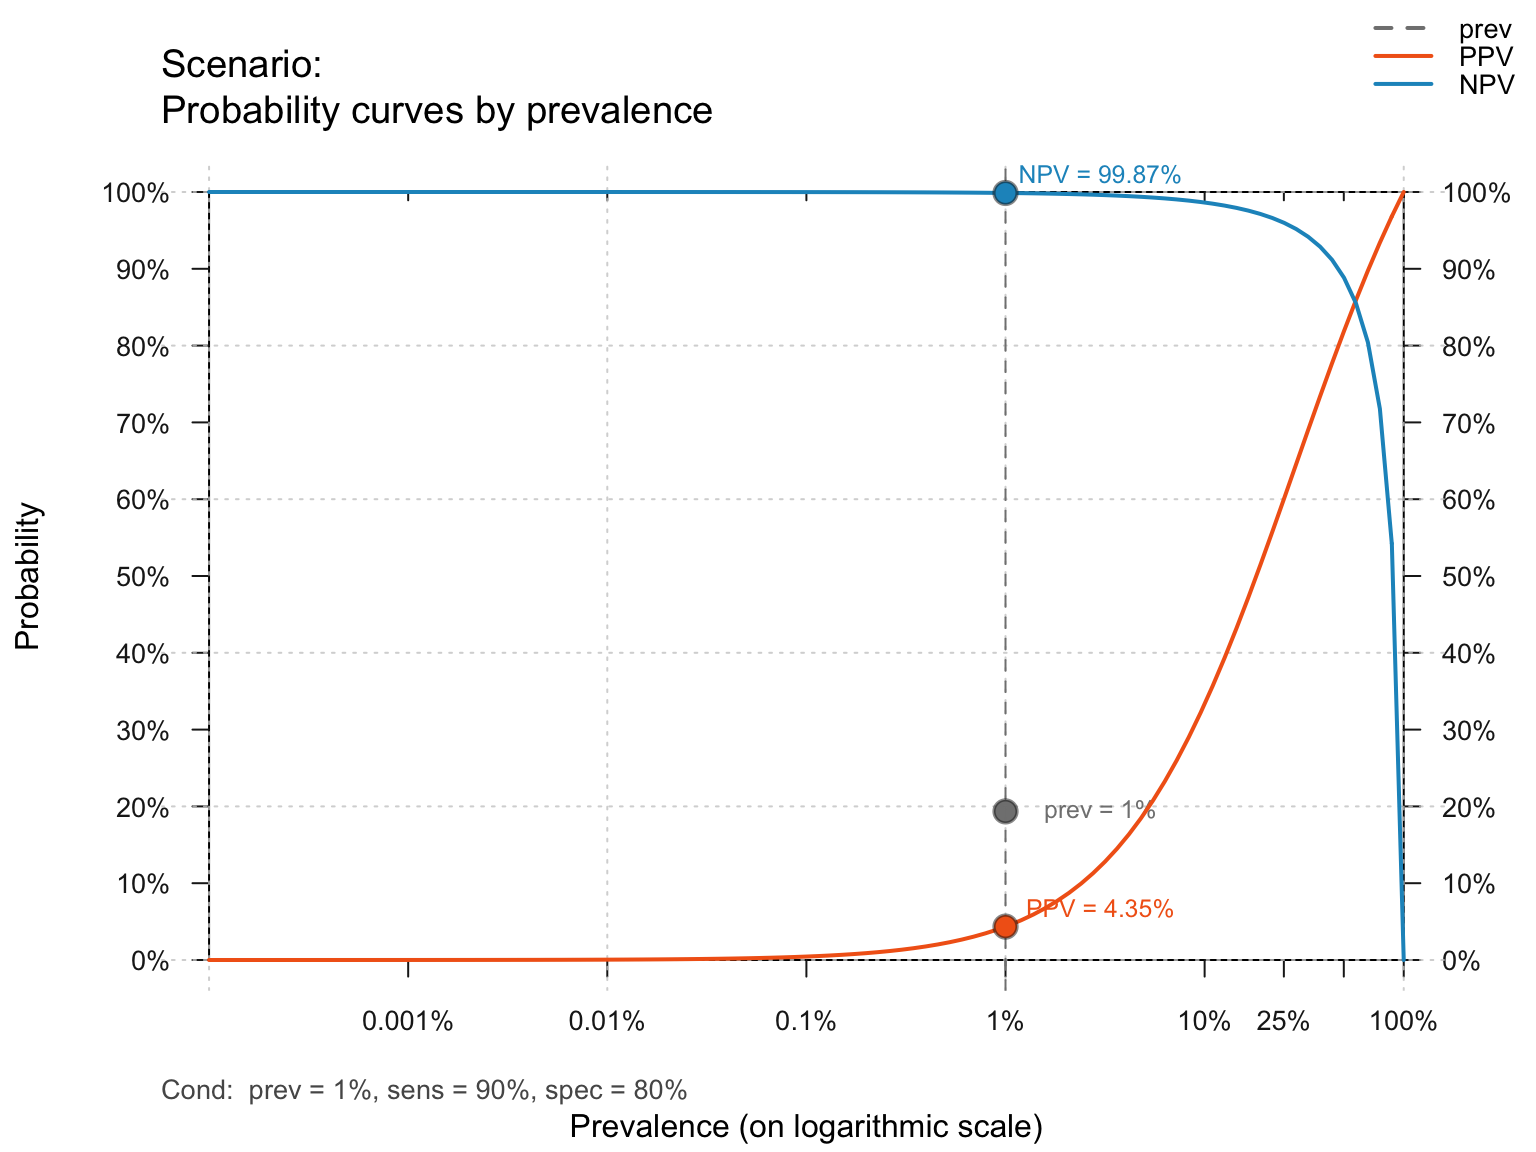 prev
PPV
NPV
Scenario:
Probability curves by prevalence
NPV = 99.87%
100% 100%
90% 90%
80% 80%
70% 70%
60% 60%
50% 50%
40% 40%
30% 30%
20% prev = 1% 20%
10% 10%
PPV = 4.35%
0% 0%
Probability
0.001% 0.01% 0.1% 1% 10% 25% 100%
Cond:  prev = 1%, sens = 90%, spec = 80%
Prevalence (on logarithmic scale)